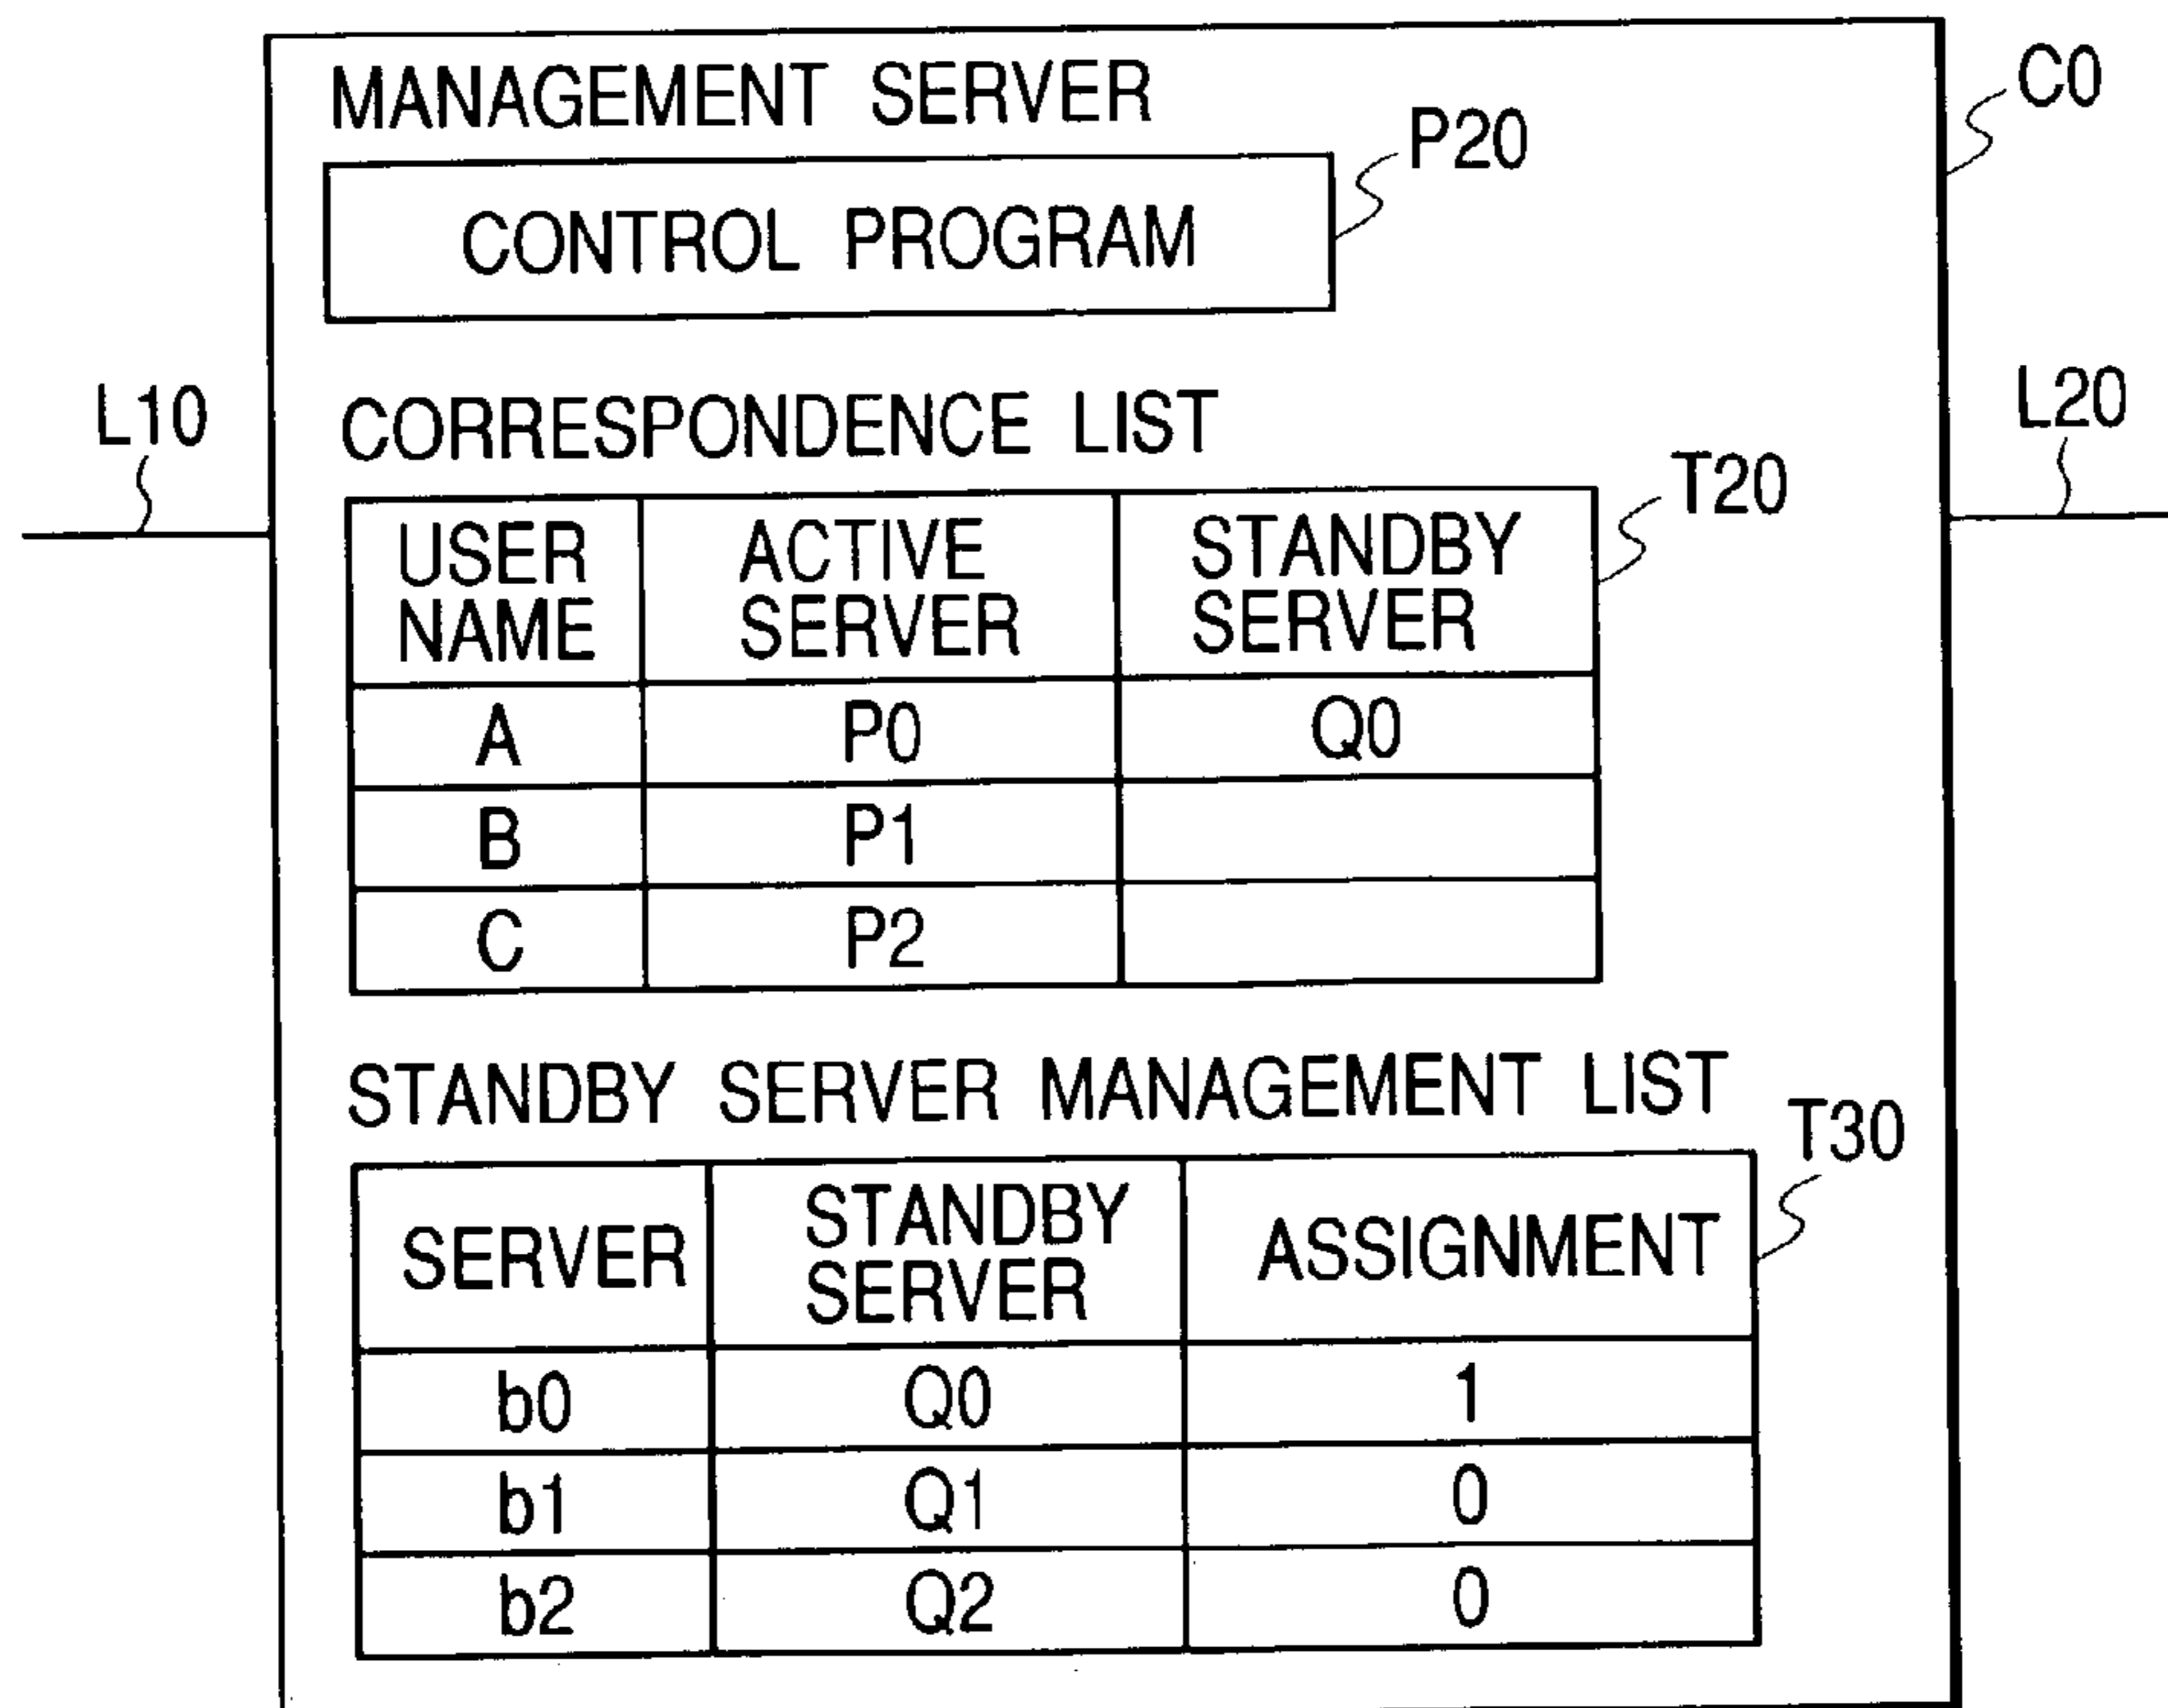 MANAGEMENT SERVER
C0
P20
CONTROL PROGRAM
L10
L20
CORRESPONDENCE LIST
T20
USER NAME ACTIVE SERVER STANDBY SERVER
A P0 Q0
B P1
C P2
STANDBY SERVER MANAGEMENT LIST
T30
SERVER STANDBY SERVER ASSIGNMENT
b0 Q0 1
b1 Q1 0
b2 Q2 0